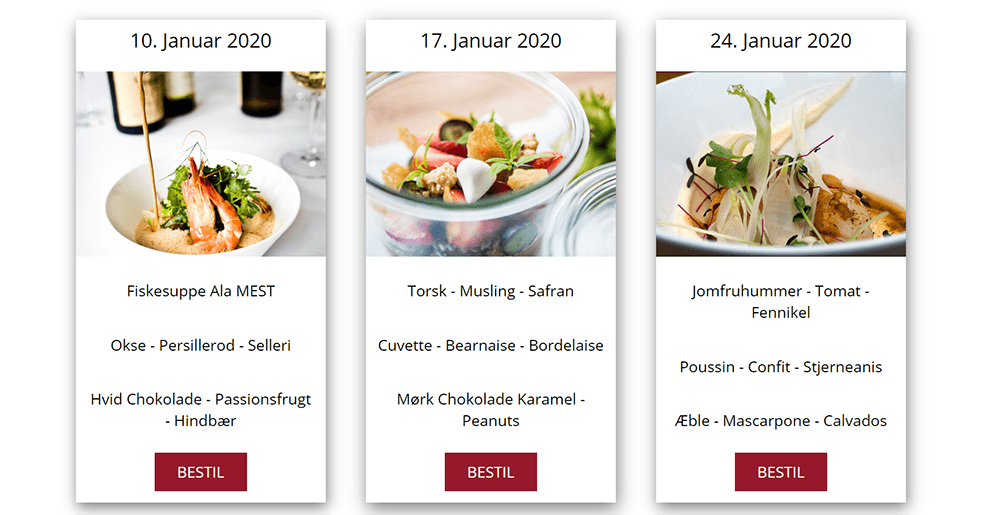 10. Januar 2020
Fiskesuppe Ala MEST
Okse - Persillerod - Selleri
Hvid Chokolade - Passionsfrugt
- Hindbær
BESTIL
17. Januar 2020
Torsk - Musling - Safran
Cuvette - Bearnaise - Bordelaise
Mørk Chokolade Karamel -
Peanuts
BESTIL
24. Januar 2020
Jomfruhummer - Tomat -
Fennikel
Poussin - Confit - Stjerneanis
Æble - Mascarpone - Calvados
BESTIL